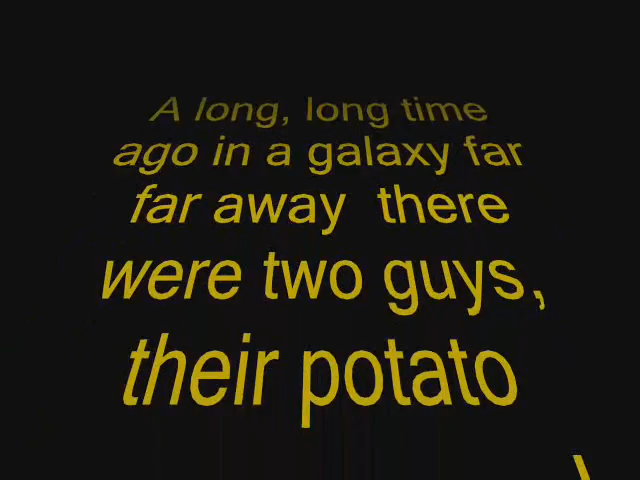 A long, long time
ago in a galaxy far
far away there
were two guys,
their potato